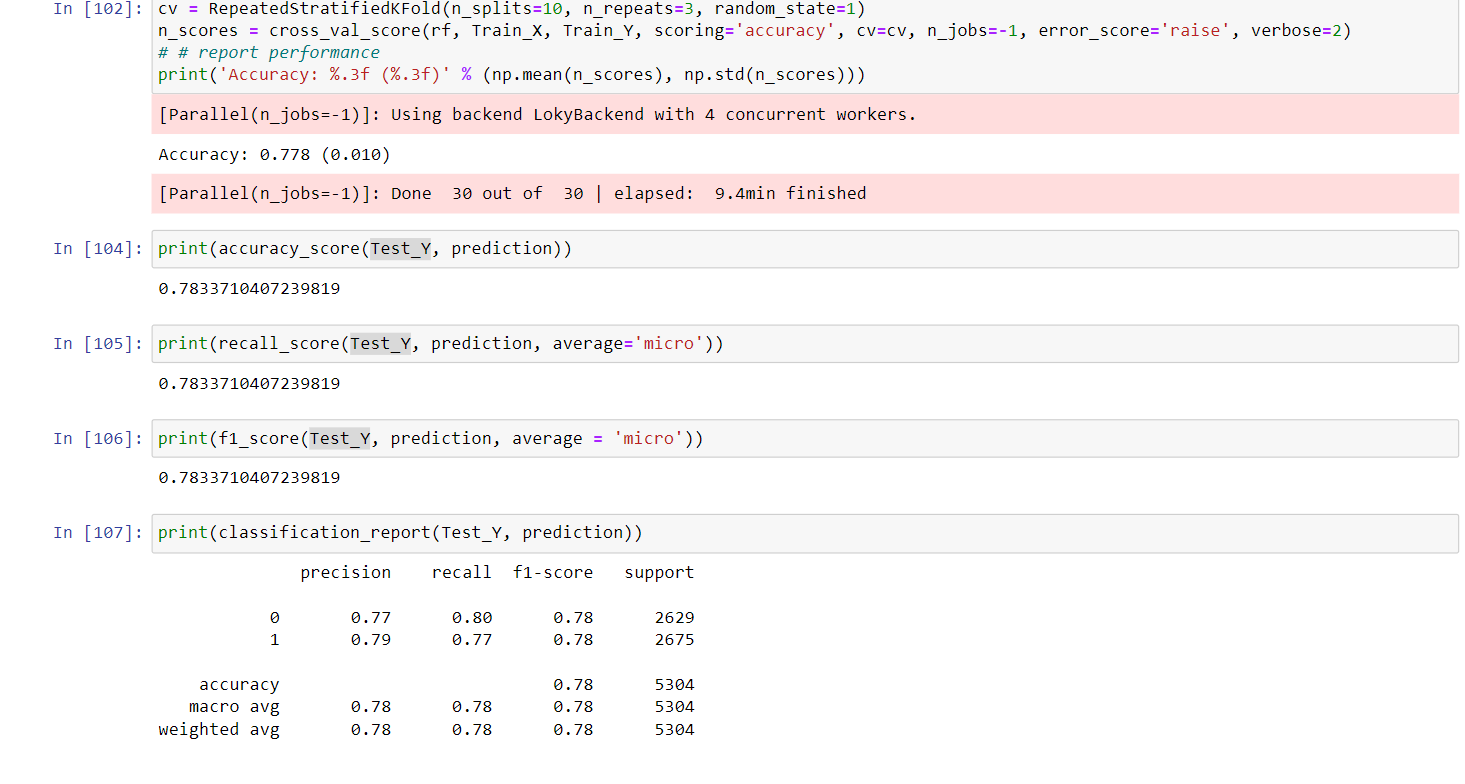 In [102]: cv = RepeatedStratifiedKFold(n_splits=10, n_repeats=3, random_state=1)
n_scores = cross_val_score(rf, Train_X, Train_Y, scoring='accuracy', cv=cv, n_jobs=-1, error_score='raise', verbose=2)
# # report performance
print('Accuracy: %.3f (%.3f)' % (np.mean(n_scores), np.std(n_scores)))
[Parallel(n_jobs=-1)]: Using backend LokyBackend with 4 concurrent workers.
Accuracy: 0.778 (0.010)
[Parallel(n_jobs=-1)]: Done  30 out of  30 | elapsed:  9.4min finished
In [104]: print(accuracy_score(Test_Y, prediction))
0.7833710407239819
In [105]: print(recall_score(Test_Y, prediction, average='micro'))
0.7833710407239819
In [106]: print(f1_score(Test_Y, prediction, average = 'micro'))
0.7833710407239819
In [107]: print(classification_report(Test_Y, prediction))
precision    recall  f1-score   support
0       0.77      0.80      0.78      2629
1       0.79      0.77      0.78      2675
accuracy                           0.78      5304
macro avg       0.78      0.78      0.78      5304
weighted avg       0.78      0.78      0.78      5304